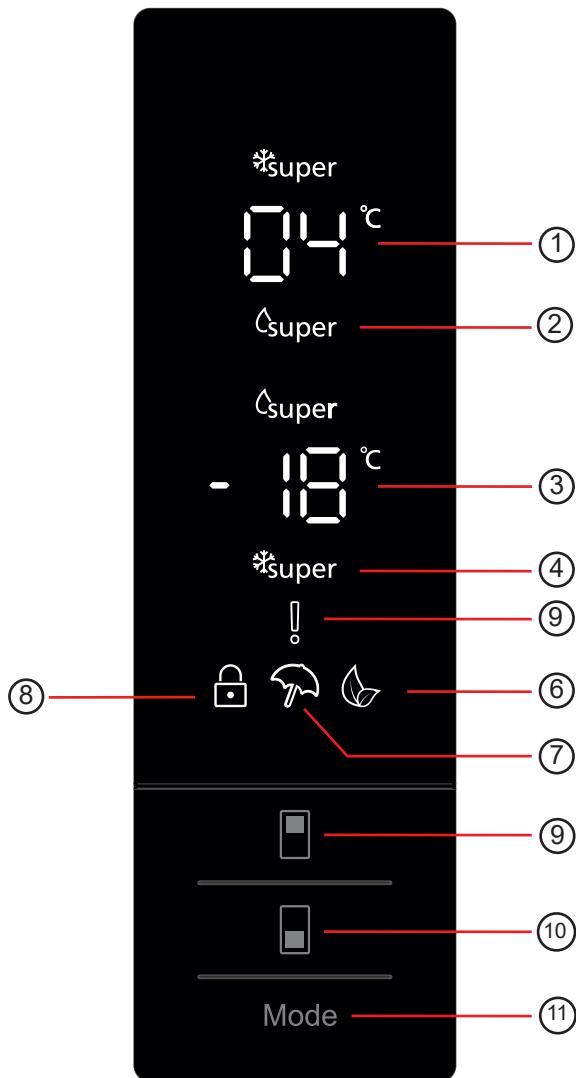 super
04 °C
①
super
②
super
- 18 °C
③
super
④
⑨
⑧
⑥
⑦
⑨
⑩
Mode
⑪